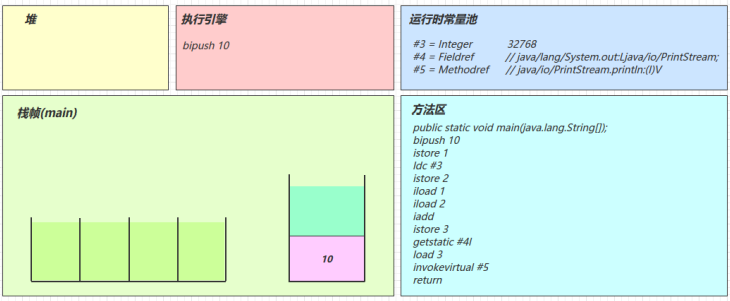 堆
执行引擎
bipush 10
运行时常量池
#3 = Integer 32768
#4 = Fieldref // java/lang/System.out:Ljava/io/PrintStream;
#5 = Methodref // java/io/PrintStream.println:(I)V
栈帧(main)
10
方法区
public static void main(java.lang.String[]);
bipush 10
istore 1
ldc #3
istore 2
iload 1
iload 2
iadd
istore 3
getstatic #4I
load 3
invokevirtual #5
return